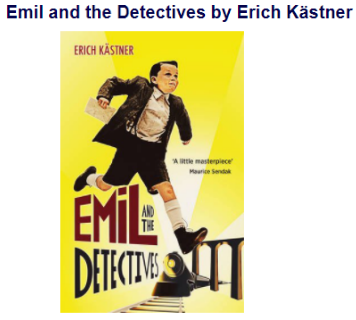 Emil and the Detectives by Erich Kästner
ERICH KÄSTNER
'A little masterpiece'
Maurice Sendak
EMiL
AND
THE
DETECTIVES